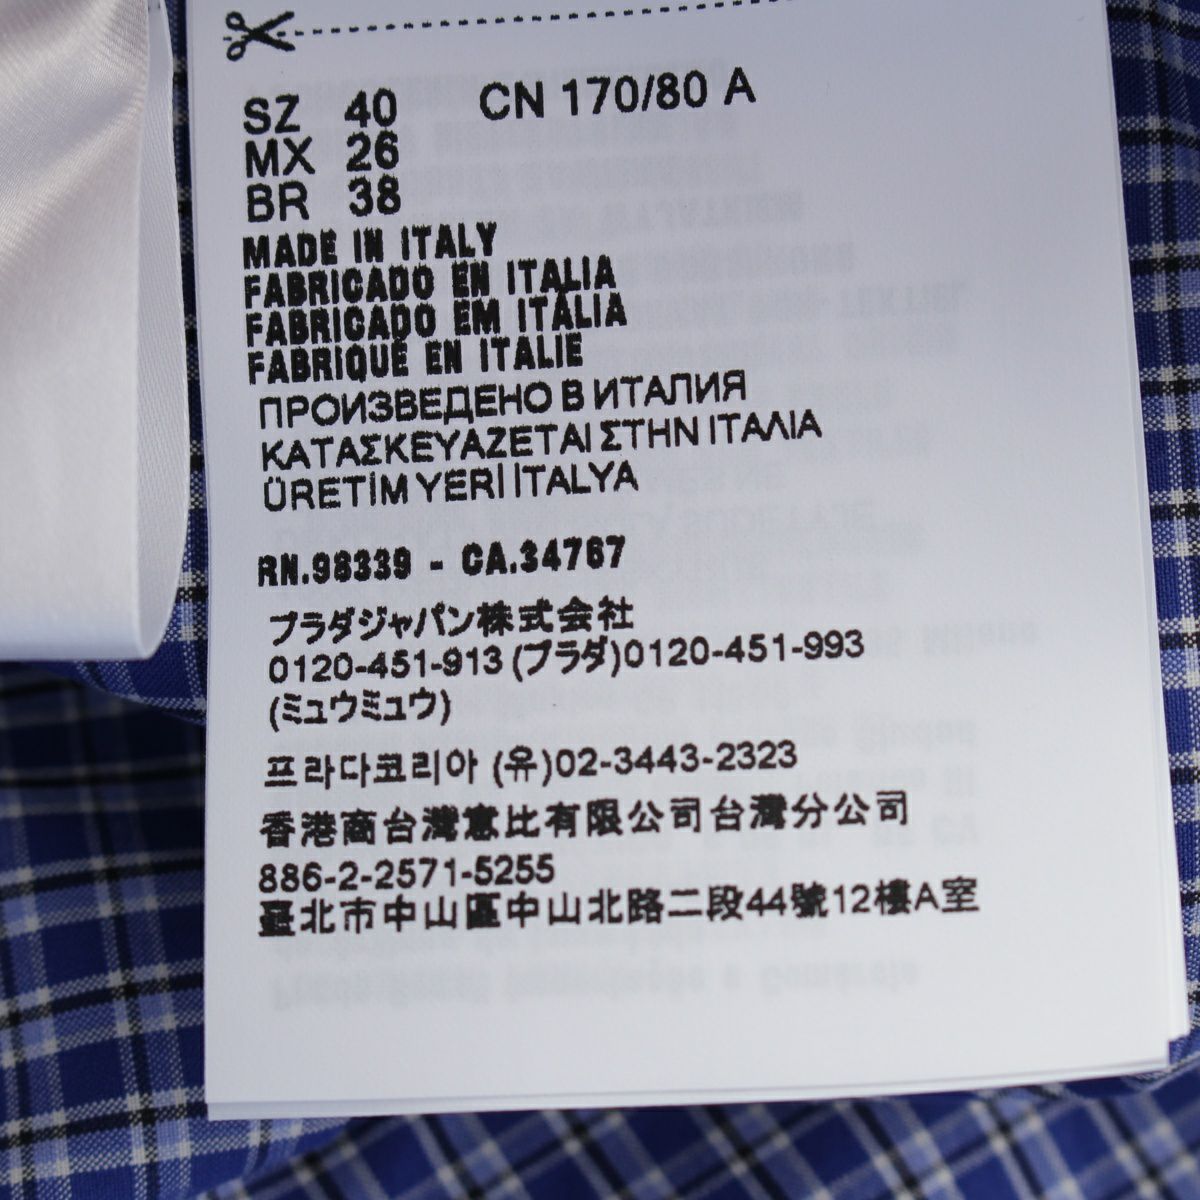 SZ 40 CN 170/80 A
MX 26
BR 38
MADE IN ITALY
FABRICADO EN ITALIA
FABRICADO EM ITÁLIA
FABRIQUÉ EN ITALIE
ПРОИЗВЕДЕНО В ИТАЛИЯ
ΚΑΤΑΣΚΕΥΑΖΕΤΑΙ ΣΤΗΝ ΙΤΑΛΙΑ
ÜRETİM YERİ İTALYA
RN.98339 - CA.34767
プラダジャパン株式会社
0120-451-913 (プラダ)0120-451-993
(ミュウミュウ)
프라다코리아 (유)02-3443-2323
香港商台灣意比有限公司台灣分公司
886-2-2571-5255
臺北市中山區中山北路二段44號12樓A室